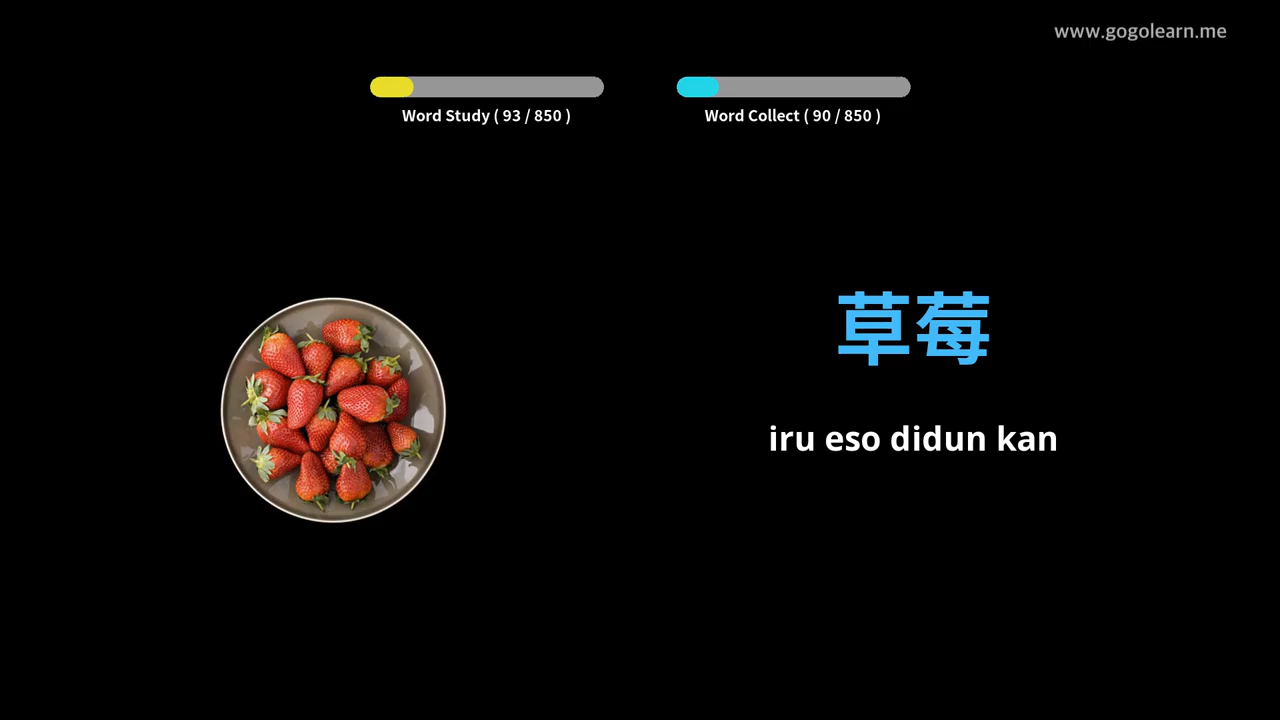 www.gogolearn.me
Word Study ( 93 / 850 )
Word Collect ( 90 / 850 )
草莓
iru eso didun kan